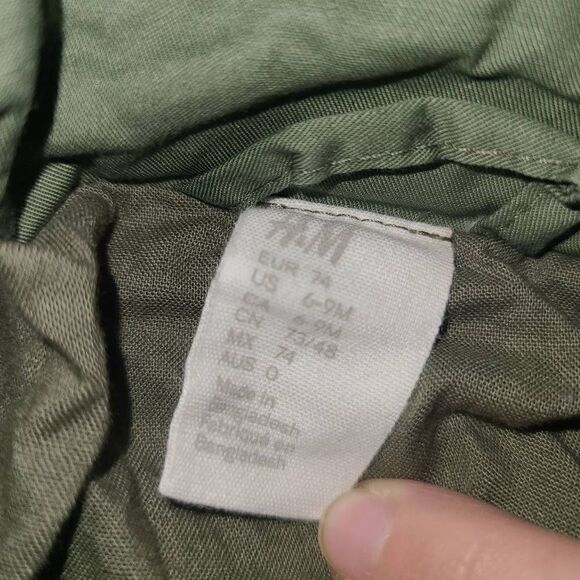 H&M
EUR 74
US 6-9M
CA 6-9M
CN 73/48
MX 74
AUS 0
Made in
Bangladesh
Fabriqué en
Bangladesh